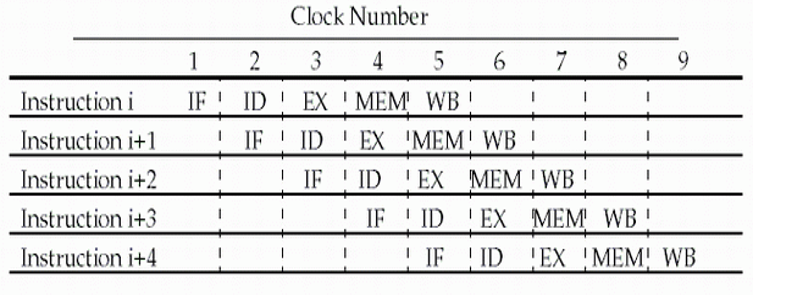 Clock Number
1 2 3 4 5 6 7 8 9
Instruction i IF ID EX MEM WB
Instruction i+1 IF ID EX MEM WB
Instruction i+2 IF ID EX MEM WB
Instruction i+3 IF ID EX MEM WB
Instruction i+4 IF ID EX MEM WB